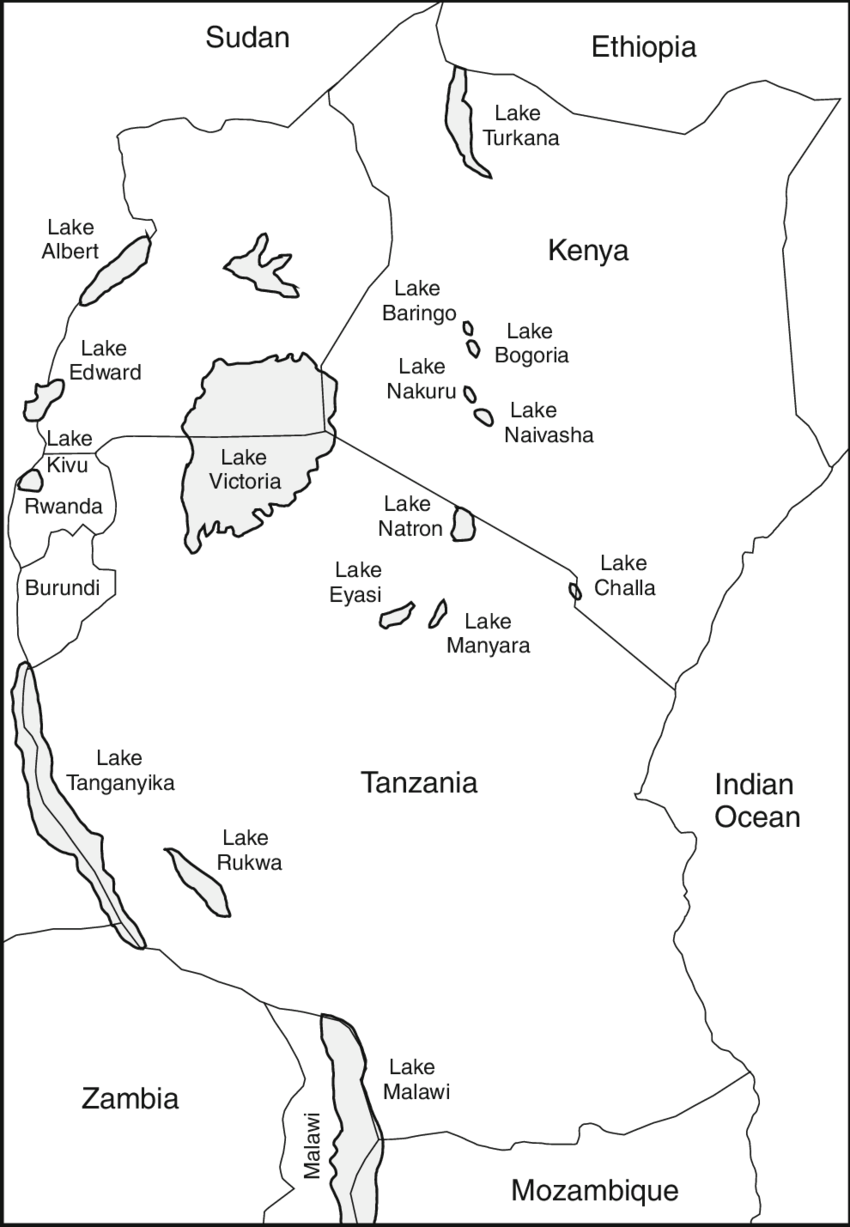 Sudan
Ethiopia
Lake
Turkana
Lake
Albert
Kenya
Lake
Baringo
Lake
Bogoria
Lake
Edward
Lake
Nakuru
Lake
Naivasha
Lake
Kivu
Lake
Victoria
Rwanda
Lake
Natron
Burundi
Lake
Eyasi
Lake
Challa
Lake
Manyara
Lake
Tanganyika
Tanzania
Indian
Ocean
Lake
Rukwa
Zambia
Lake
Malawi
Malawi
Mozambique